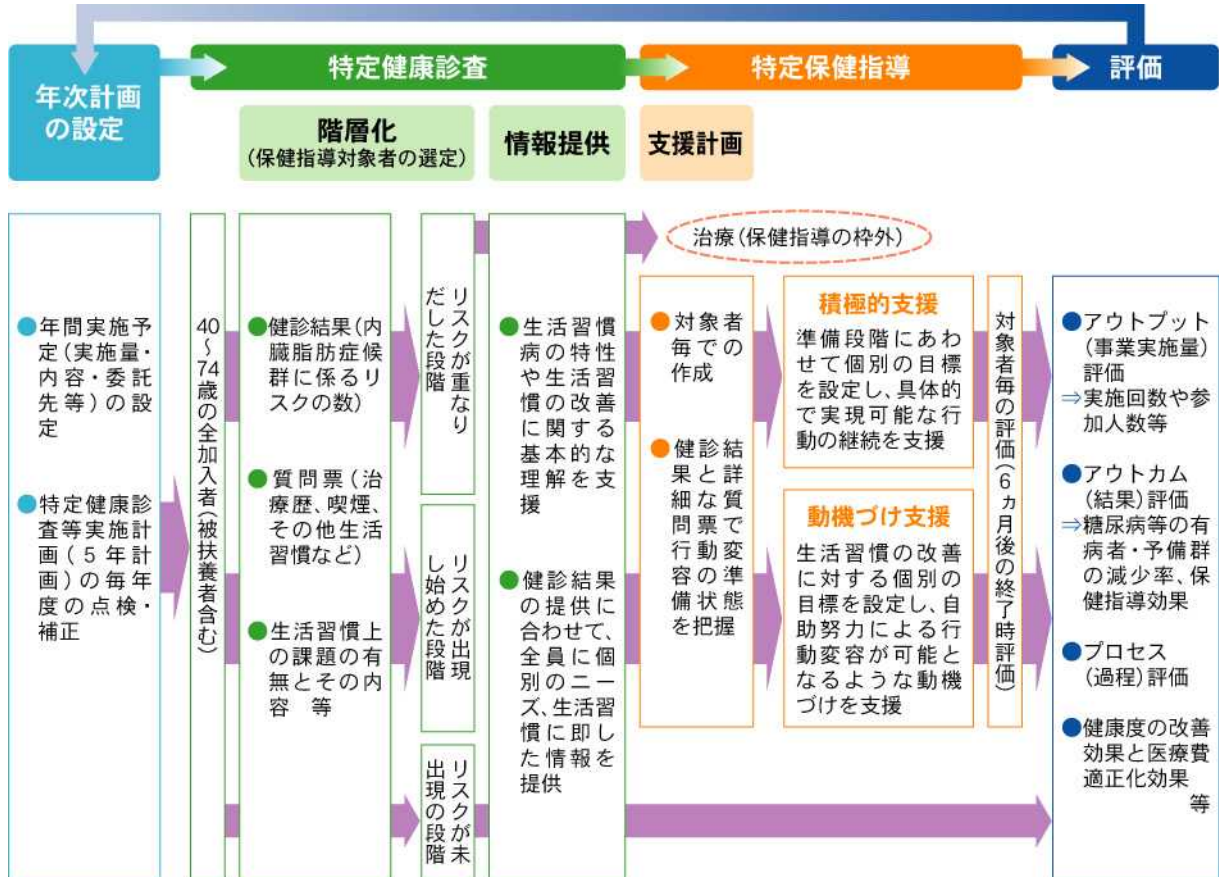 年次計画
の設定
特定健康診査
特定保健指導
評価
階層化
(保健指導対象者の選定)
情報提供
支援計画
●年間実施予
定(実施量・
内容・委託
先等)の設
定
●特定健康診
査等実施計
画(5年計
画)の毎年
度の点検・
補正
40～74歳の全加入者(被扶養者含む)
●健診結果(内
臓脂肪症候
群に係るリ
スクの数)
●質問票(治
療歴、喫煙、
その他生活
習慣など)
●生活習慣上
の課題の有
無とその内
容 等
リスクが重なり
だした段階
リスクが出現
し始めた段階
リスクが未
出現の段階
●生活習慣
病の特性
や生活習
慣の改善
に関する
基本的な
理解を支
援
●健診結果
の提供に
合わせて、
全員に個
別のニー
ズ、生活習
慣に即し
た情報を
提供
治療(保健指導の枠外)
●対象者
毎での
作成
●健診結
果と詳
細な質
問票で
行動変
容の準
備状態
を把握
積極的支援
準備段階にあわ
せて個別の目標
を設定し、具体的
で実現可能な行
動の継続を支援
動機づけ支援
生活習慣の改善
に対する個別の
目標を設定し、自
助努力による行
動変容が可能と
なるような動機
づけを支援
対象者毎の評価(6ヵ月後の終了時評価)
●アウトプット
(事業実施量)
評価
⇒実施回数や参
加人数等
●アウトカム
(結果)評価
⇒糖尿病等の有
病者・予備群
の減少率、保
健指導効果
●プロセス
(過程)評価
●健康度の改善
効果と医療費
適正化効果
等